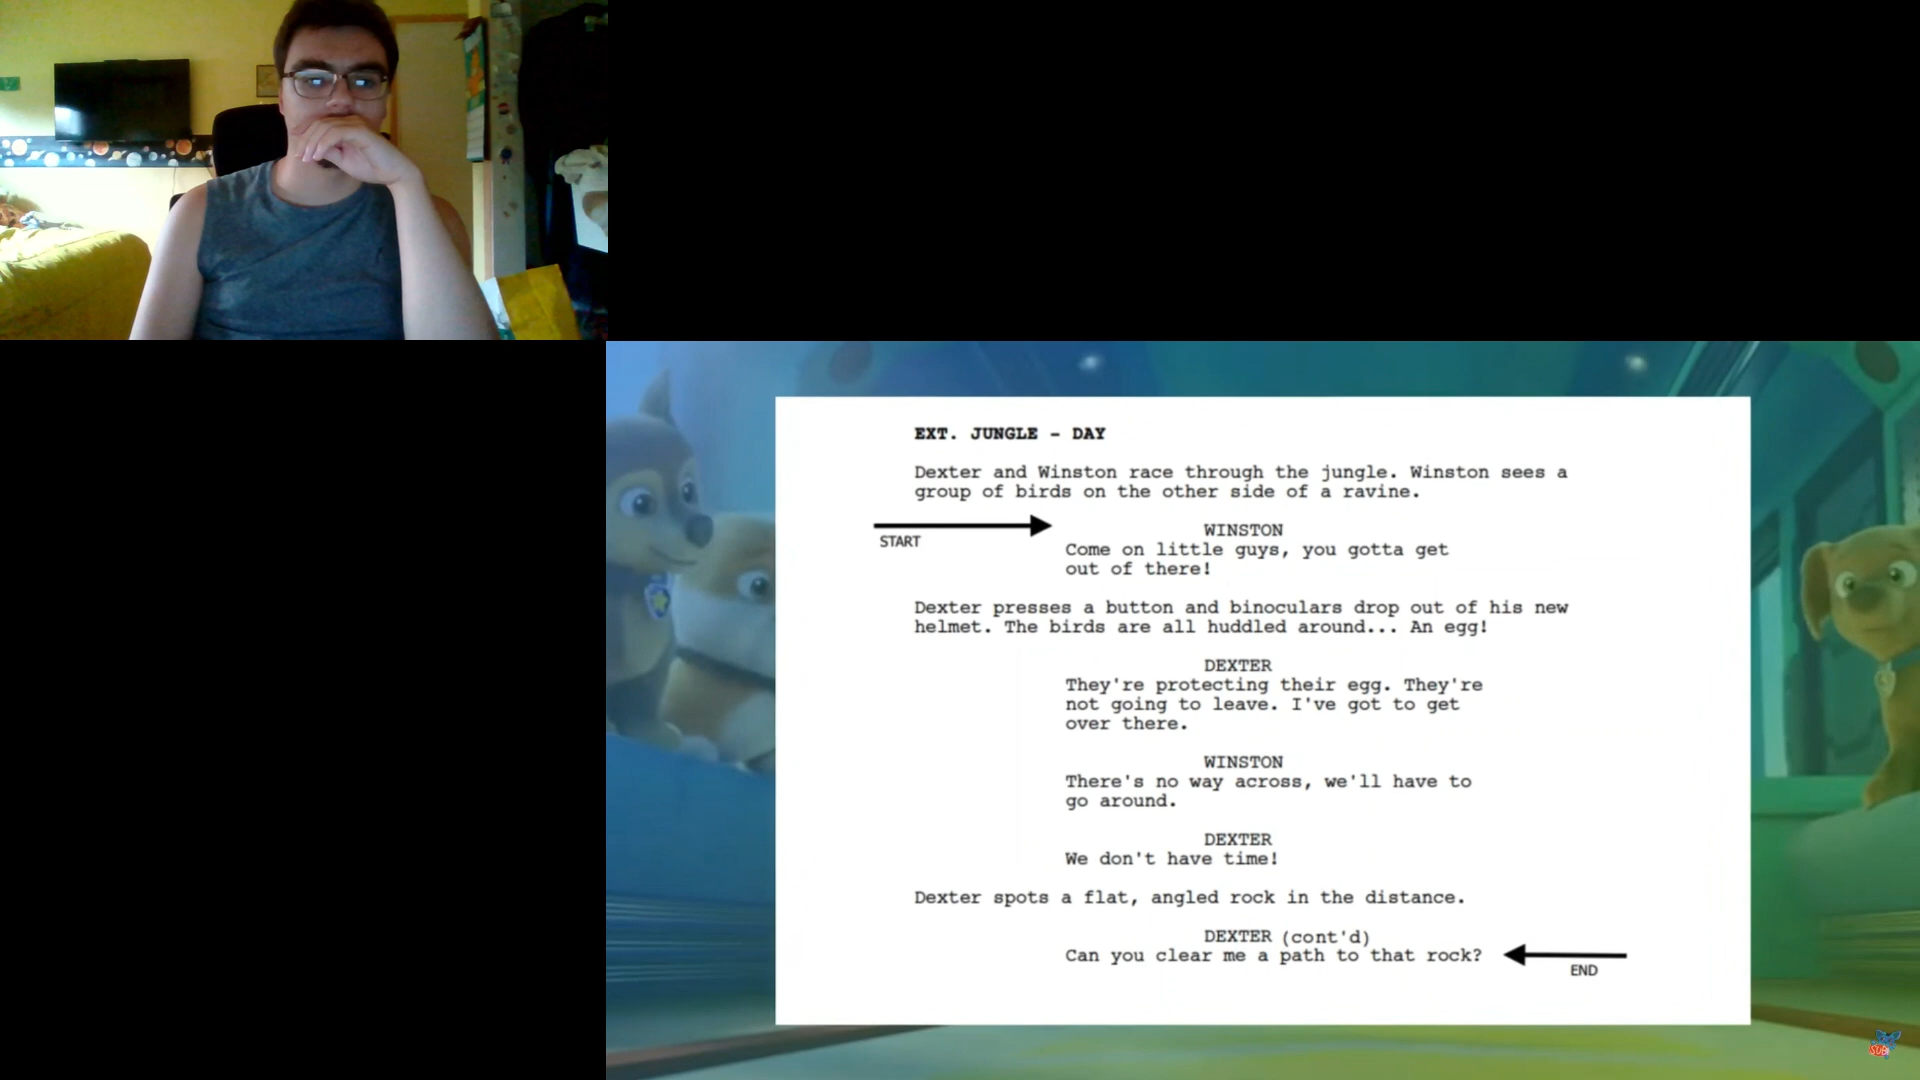 EXT. JUNGLE - DAY
Dexter and Winston race through the jungle. Winston sees a
group of birds on the other side of a ravine.
START
WINSTON
Come on little guys, you gotta get
out of there!
Dexter presses a button and binoculars drop out of his new
helmet. The birds are all huddled around... An egg!
DEXTER
They're protecting their egg. They're
not going to leave. I've got to get
over there.
WINSTON
There's no way across, we'll have to
go around.
DEXTER
We don't have time!
Dexter spots a flat, angled rock in the distance.
DEXTER (cont'd)
Can you clear me a path to that rock?
END